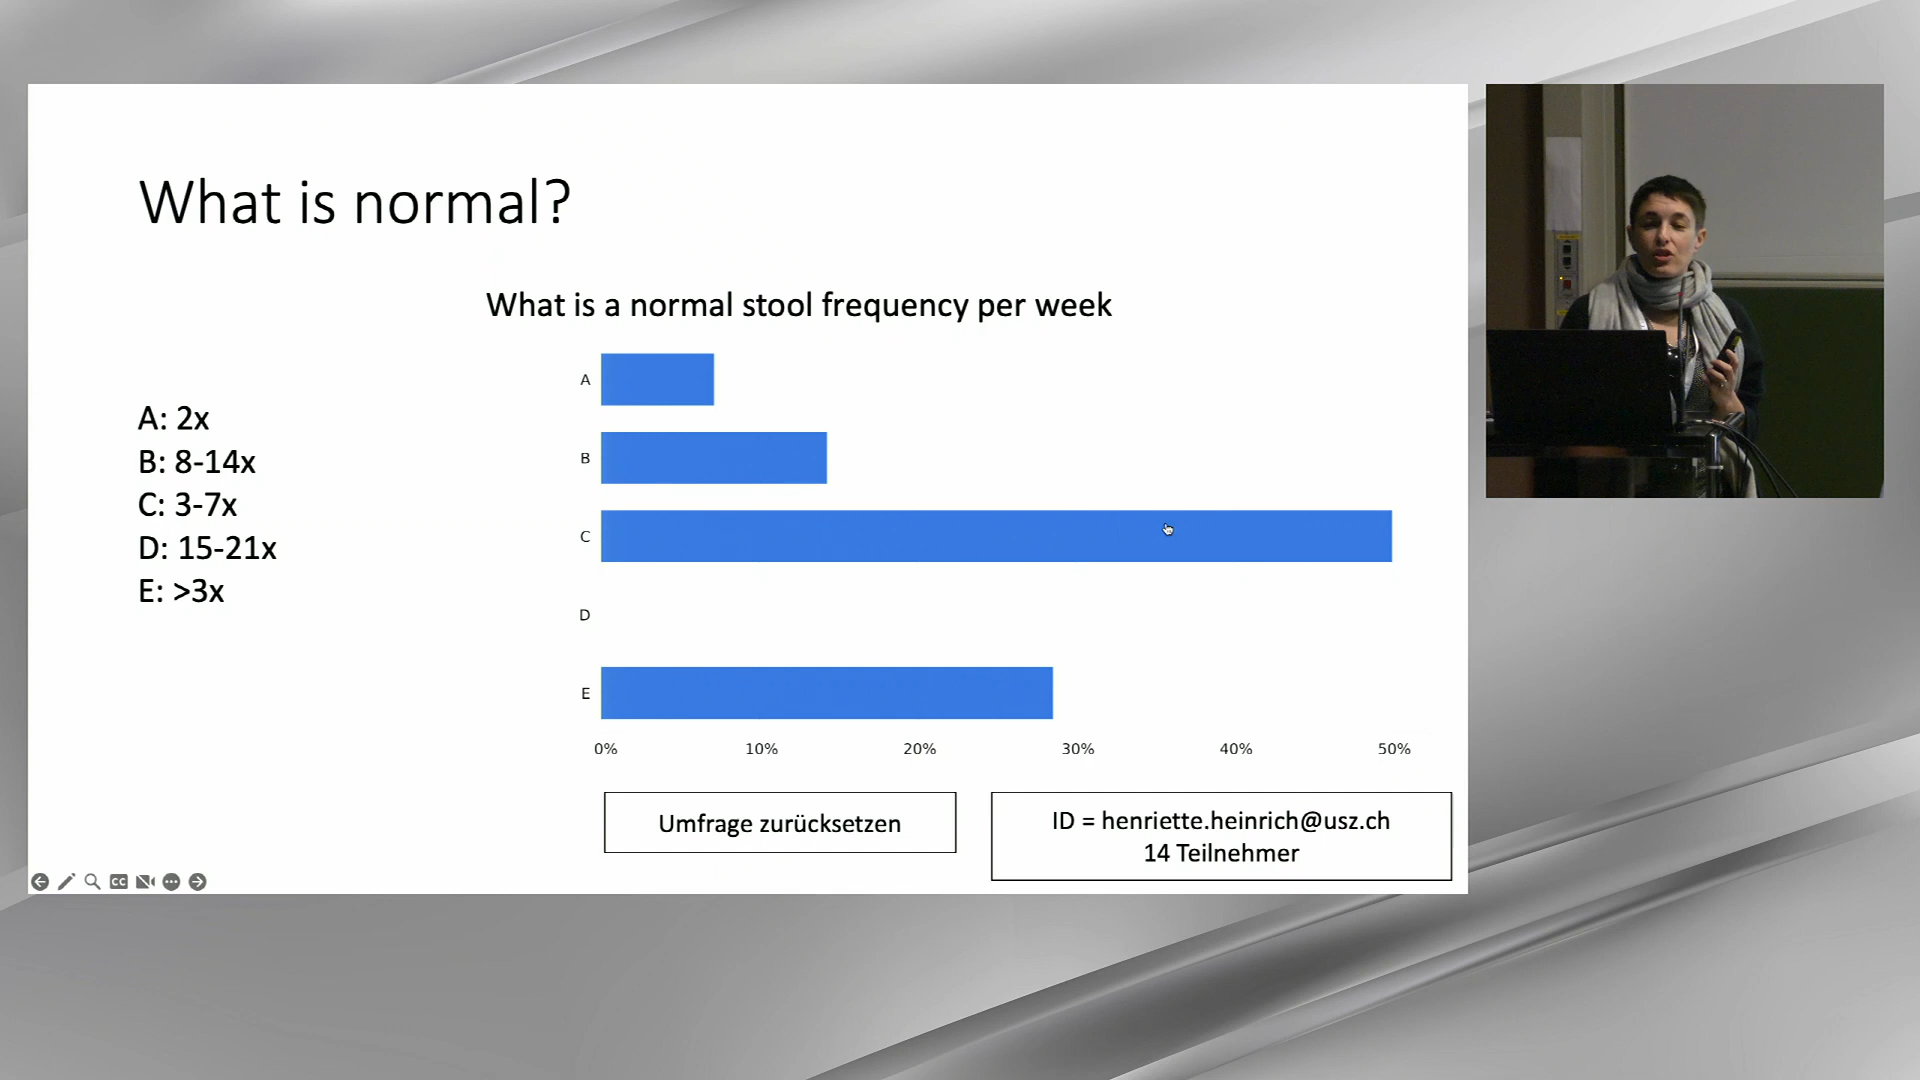 What is normal?
What is a normal stool frequency per week
A: 2x
B: 8-14x
C: 3-7x
D: 15-21x
E: >3x
A
B
C
D
E
0% 10% 20% 30% 40% 50%
Umfrage zurücksetzen
ID = henriette.heinrich@usz.ch
14 Teilnehmer
CC